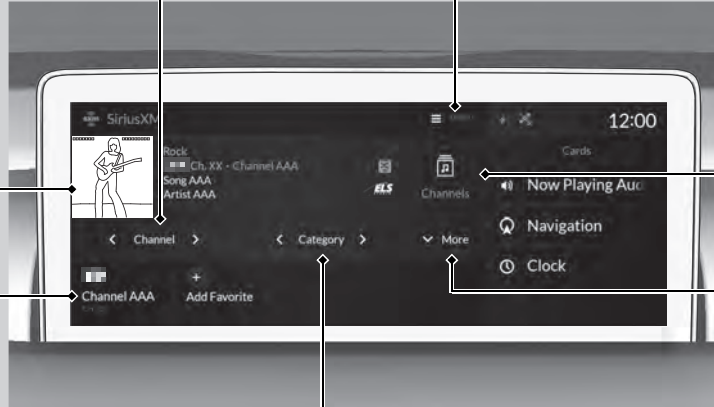 SiriusXM
12:00
Rock
Ch. XX - Channel AAA
Song AAA
Artist AAA
ELS
Channels
Cards
Now Playing Auc
Navigation
Clock
Channel
Category
More
Channel AAA
+
Add Favorite